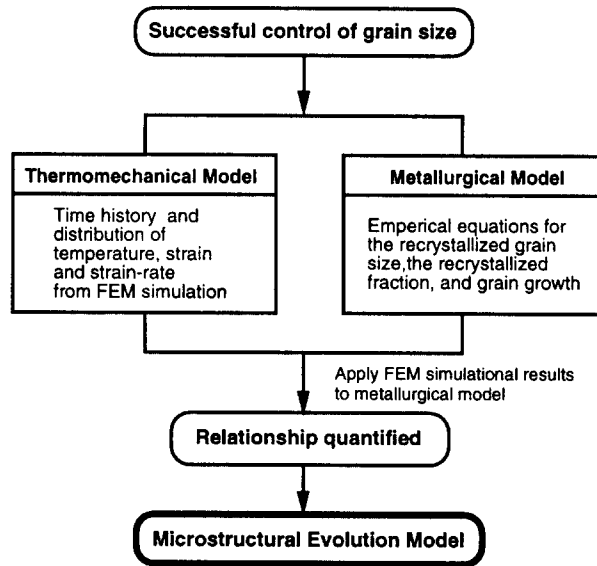 Successful control of grain size
Thermomechanical Model
Time history and
distribution of
temperature, strain
and strain-rate
from FEM simulation
Metallurgical Model
Emperical equations for
the recrystallized grain
size,the recrystallized
fraction, and grain growth
Apply FEM simulational results
to metallurgical model
Relationship quantified
Microstructural Evolution Model